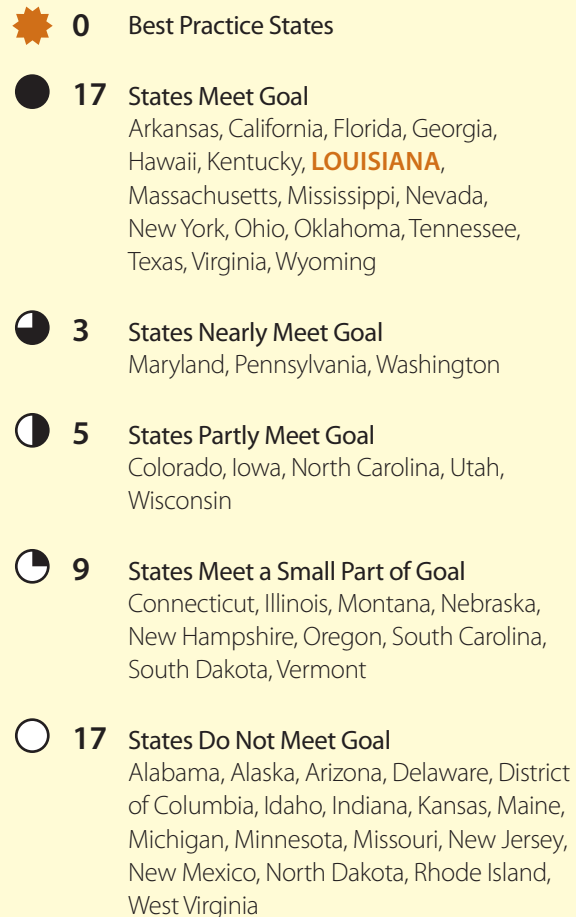 0 Best Practice States
17 States Meet Goal
Arkansas, California, Florida, Georgia,
Hawaii, Kentucky, LOUISIANA,
Massachusetts, Mississippi, Nevada,
New York, Ohio, Oklahoma, Tennessee,
Texas, Virginia, Wyoming
3 States Nearly Meet Goal
Maryland, Pennsylvania, Washington
5 States Partly Meet Goal
Colorado, Iowa, North Carolina, Utah,
Wisconsin
9 States Meet a Small Part of Goal
Connecticut, Illinois, Montana, Nebraska,
New Hampshire, Oregon, South Carolina,
South Dakota, Vermont
17 States Do Not Meet Goal
Alabama, Alaska, Arizona, Delaware, District
of Columbia, Idaho, Indiana, Kansas, Maine,
Michigan, Minnesota, Missouri, New Jersey,
New Mexico, North Dakota, Rhode Island,
West Virginia